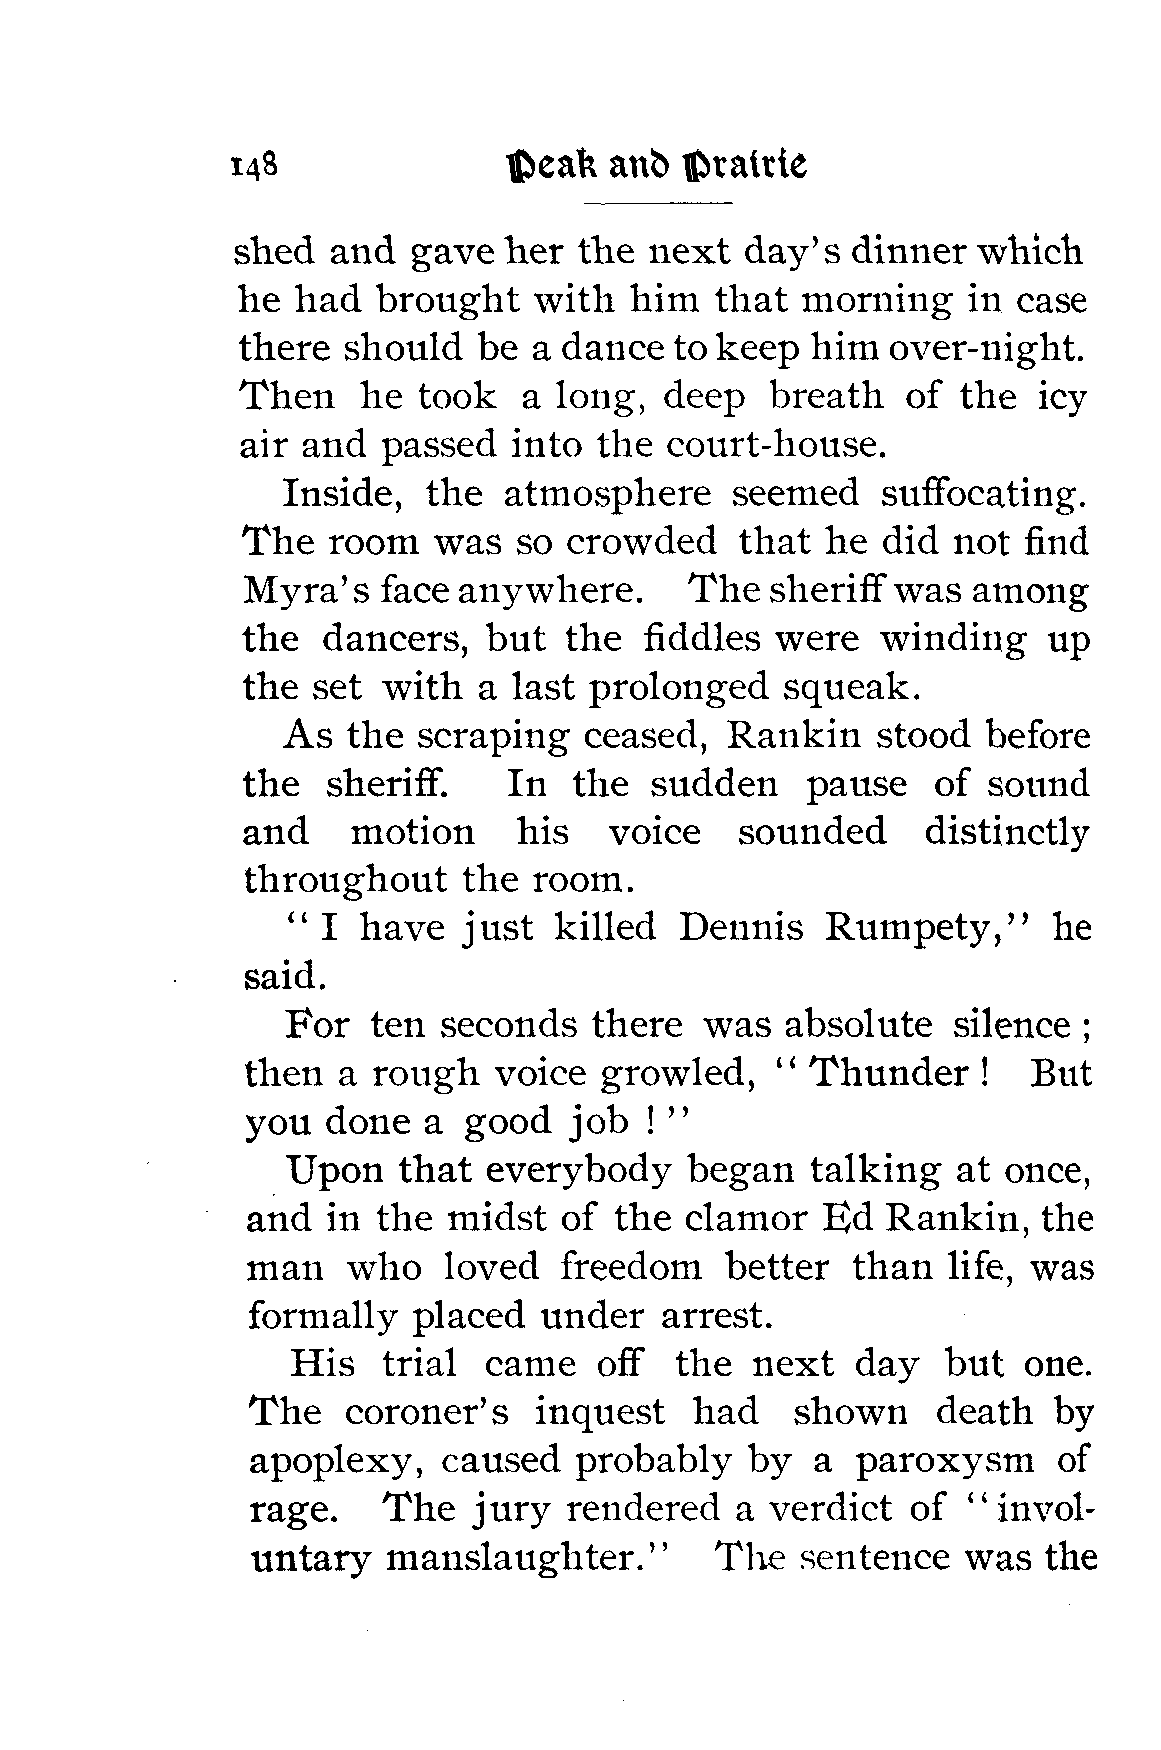 148 Peak and Prairie
shed and gave her the next day's dinner which
he had brought with him that morning in case
there should be a dance to keep him over-night.
Then he took a long, deep breath of the icy
air and passed into the court-house.
Inside, the atmosphere seemed suffocating.
The room was so crowded that he did not find
Myra's face anywhere. The sheriff was among
the dancers, but the fiddles were winding up
the set with a last prolonged squeak.
As the scraping ceased, Rankin stood before
the sheriff. In the sudden pause of sound
and motion his voice sounded distinctly
throughout the room.
"I have just killed Dennis Rumpety," he
said.
For ten seconds there was absolute silence ;
then a rough voice growled, "Thunder ! But
you done a good job !"
Upon that everybody began talking at once,
and in the midst of the clamor Ed Rankin, the
man who loved freedom better than life, was
formally placed under arrest.
His trial came off the next day but one.
The coroner's inquest had shown death by
apoplexy, caused probably by a paroxysm of
rage. The jury rendered a verdict of "invol-
untary manslaughter." The sentence was the